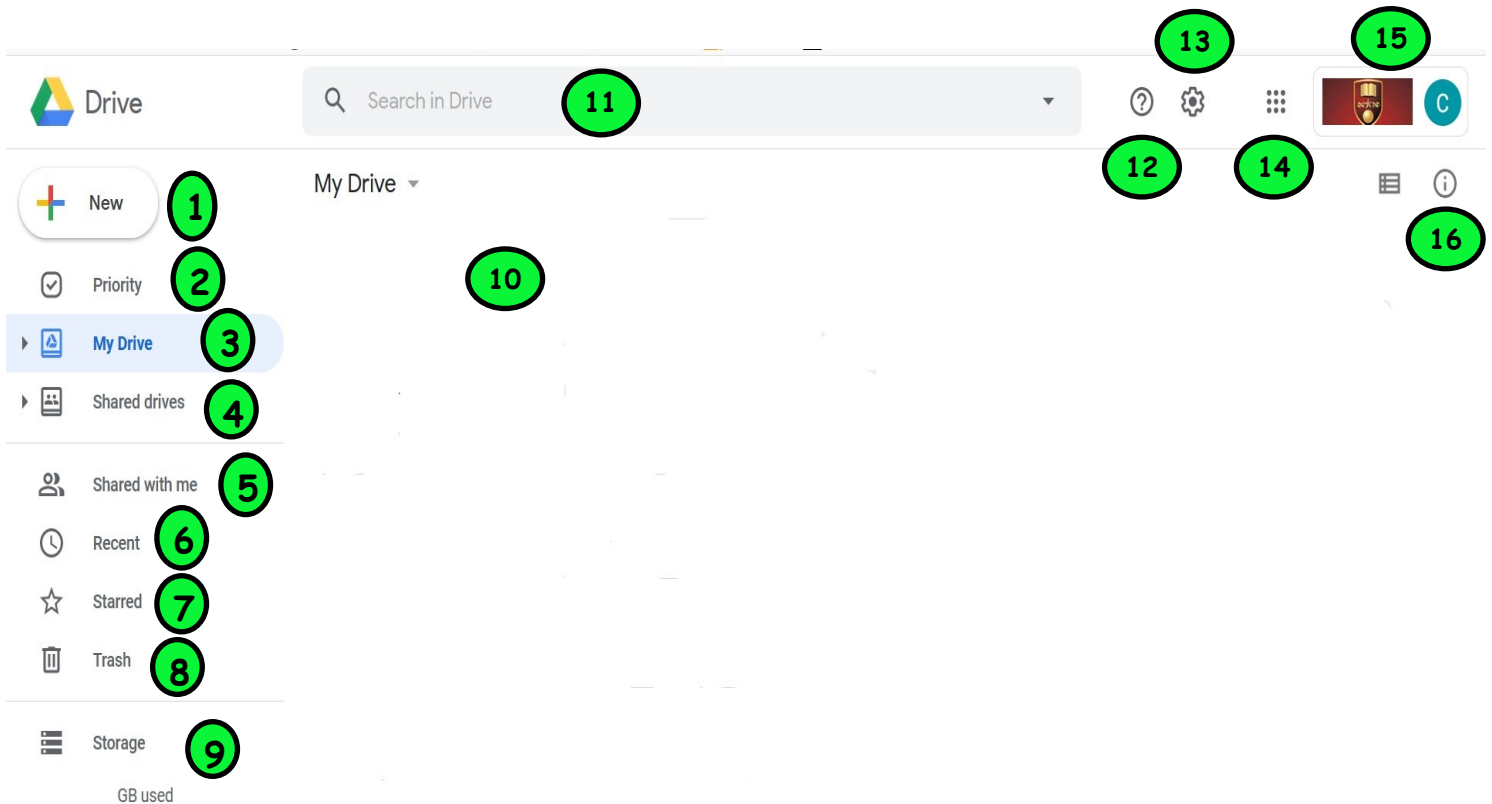 13
15
Drive
Search in Drive
11
C
12
14
New
1
My Drive
16
Priority
2
10
My Drive
3
Shared drives
4
Shared with me
5
Recent
6
Starred
7
Trash
8
Storage
9
GB used